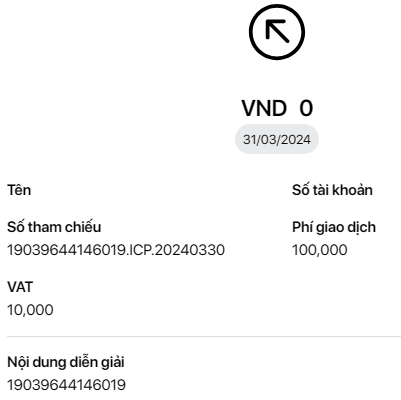 VND 0
31/03/2024
Tên
Số tài khoản
Số tham chiếu
Phí giao dịch
19039644146019.ICP.20240330
100,000
VAT
10,000
Nội dung diễn giải
19039644146019